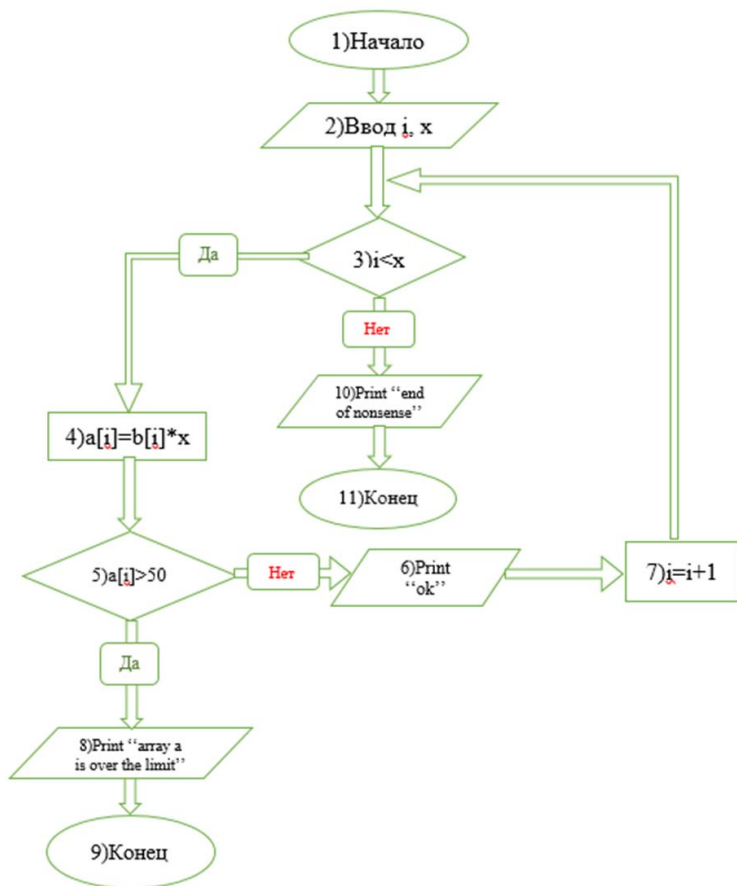 1)Начало
2)Ввод i, x
Да
3)i<x
Нет
10)Print “end
of nonsense”
4)a[i]=b[i]*x
11)Конец
5)a[i]>50
Нет
6)Print
“ok”
7)i=i+1
Да
8)Print “array a
is over the limit”
9)Конец